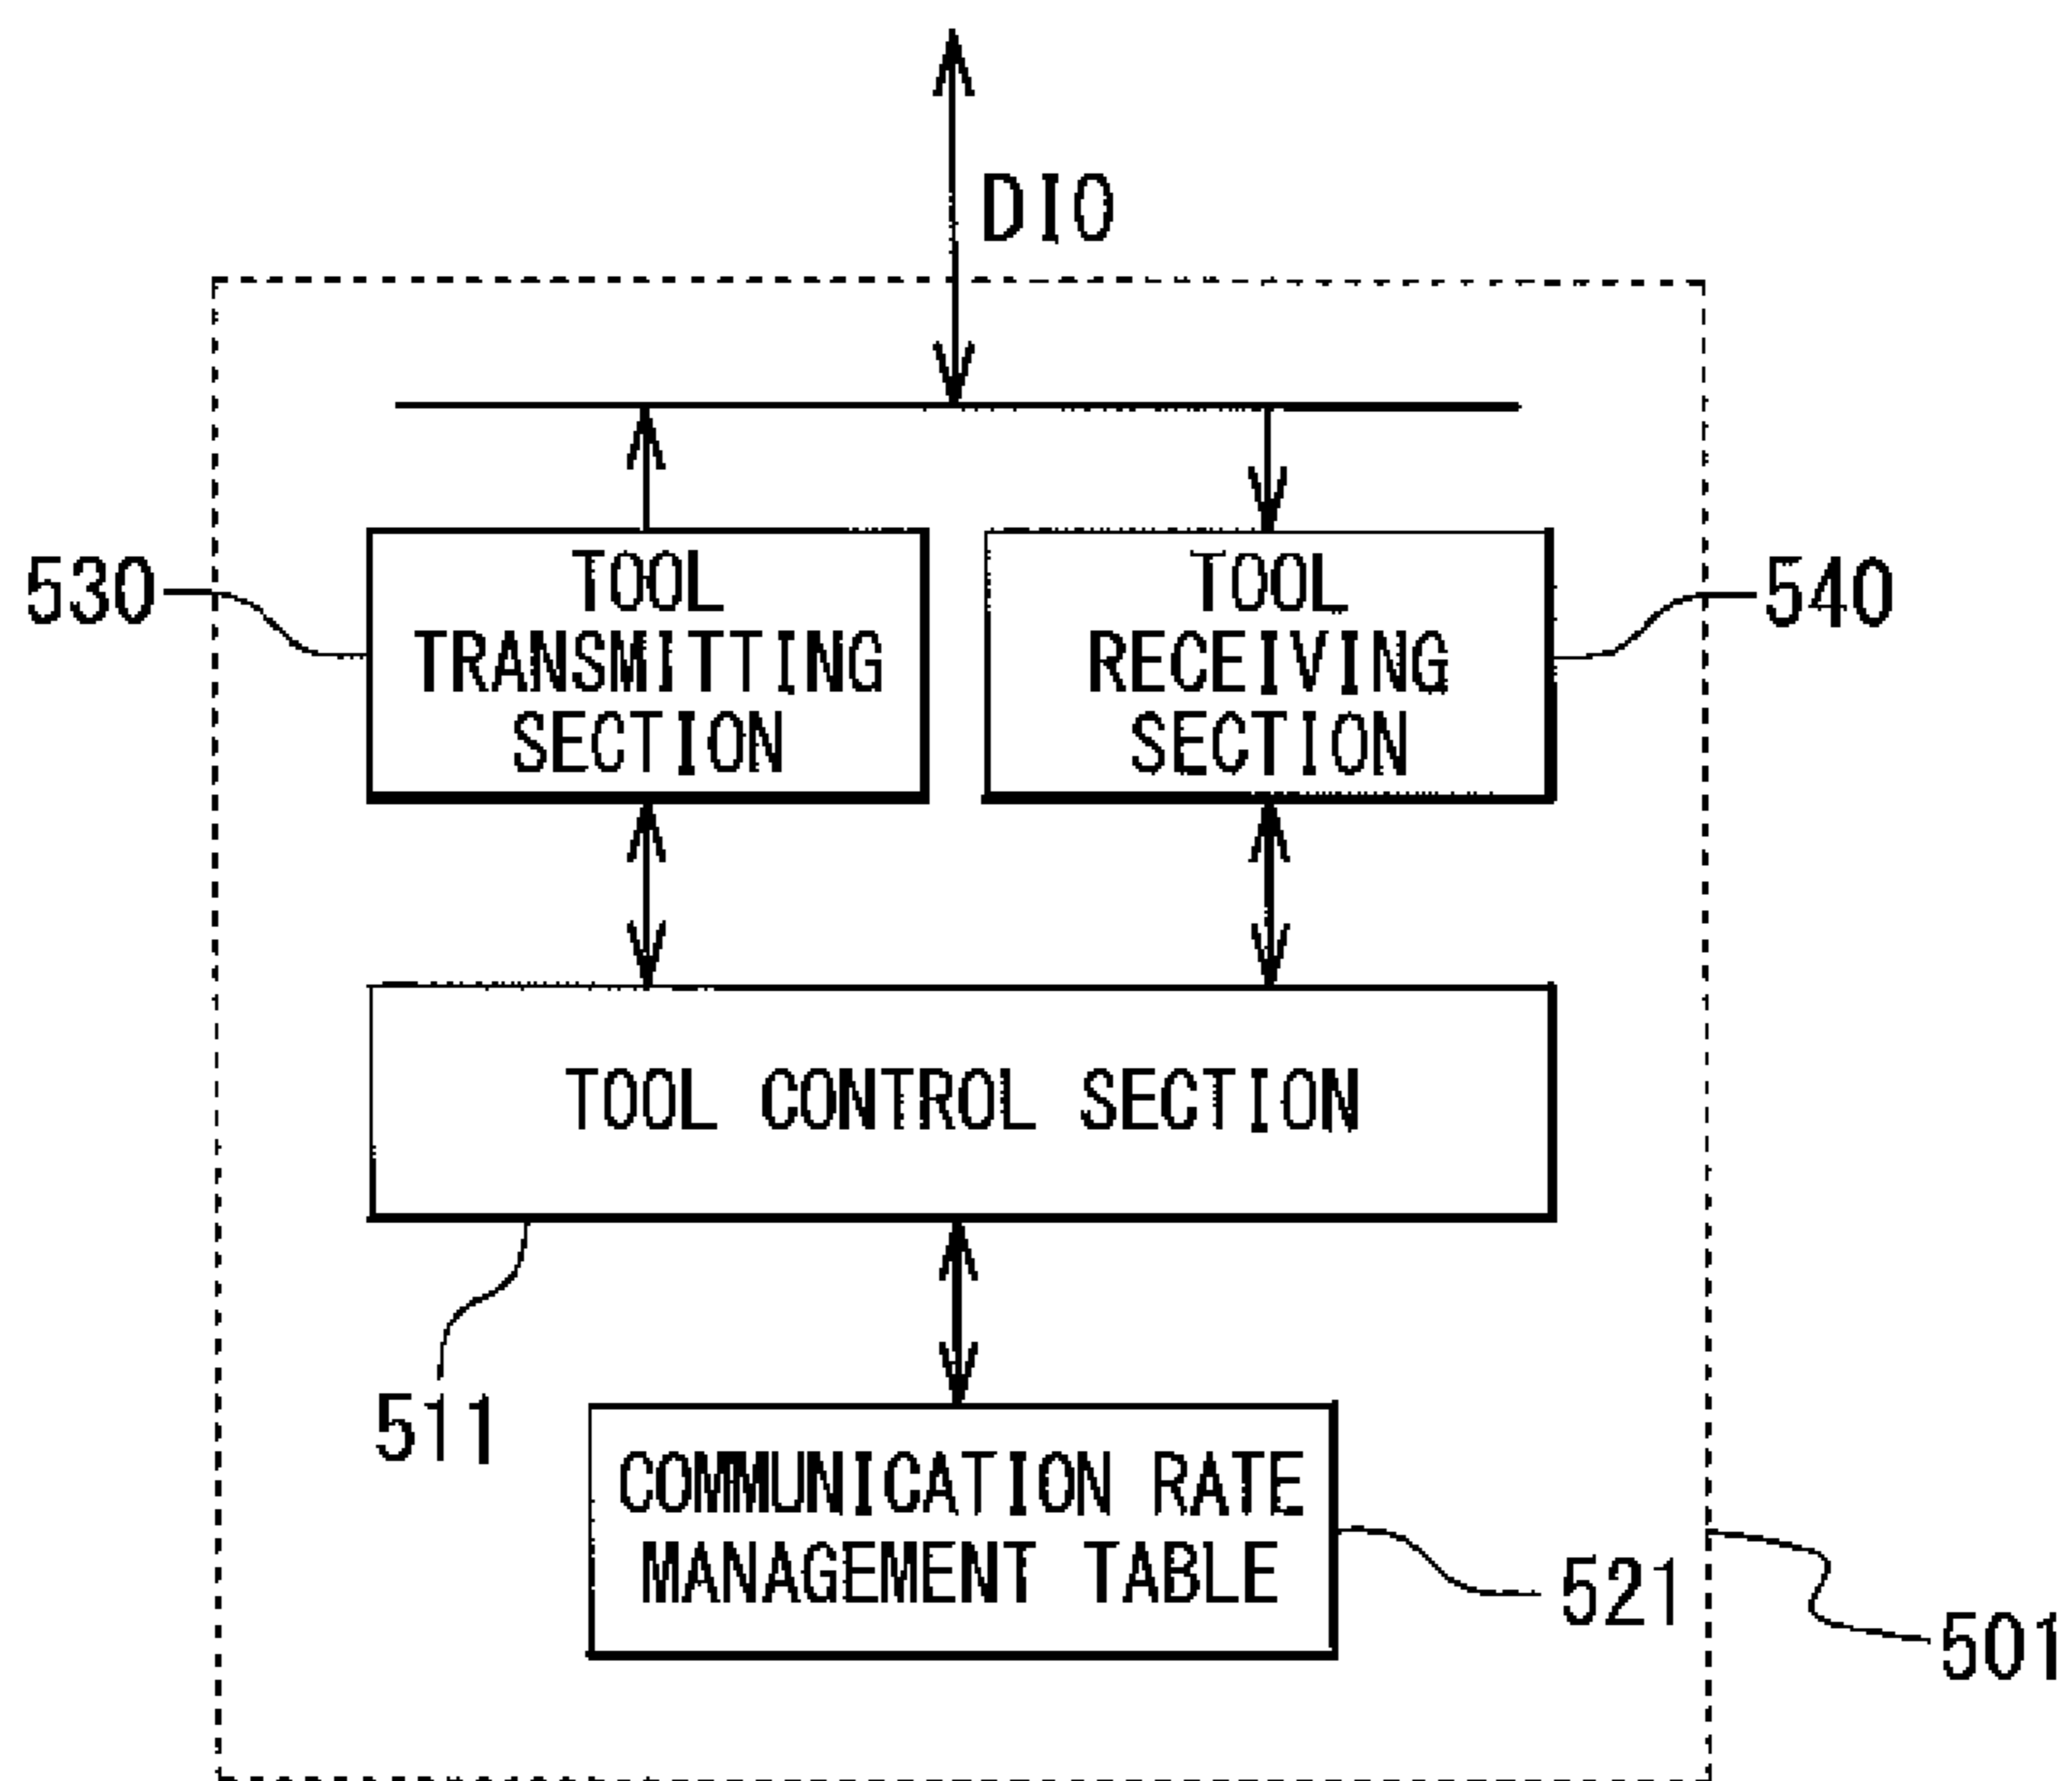 DIO
530
TOOL
TRANSMITTING
SECTION
TOOL
RECEIVING
SECTION
540
TOOL CONTROL SECTION
511
COMMUNICATION RATE
MANAGEMENT TABLE
521
501